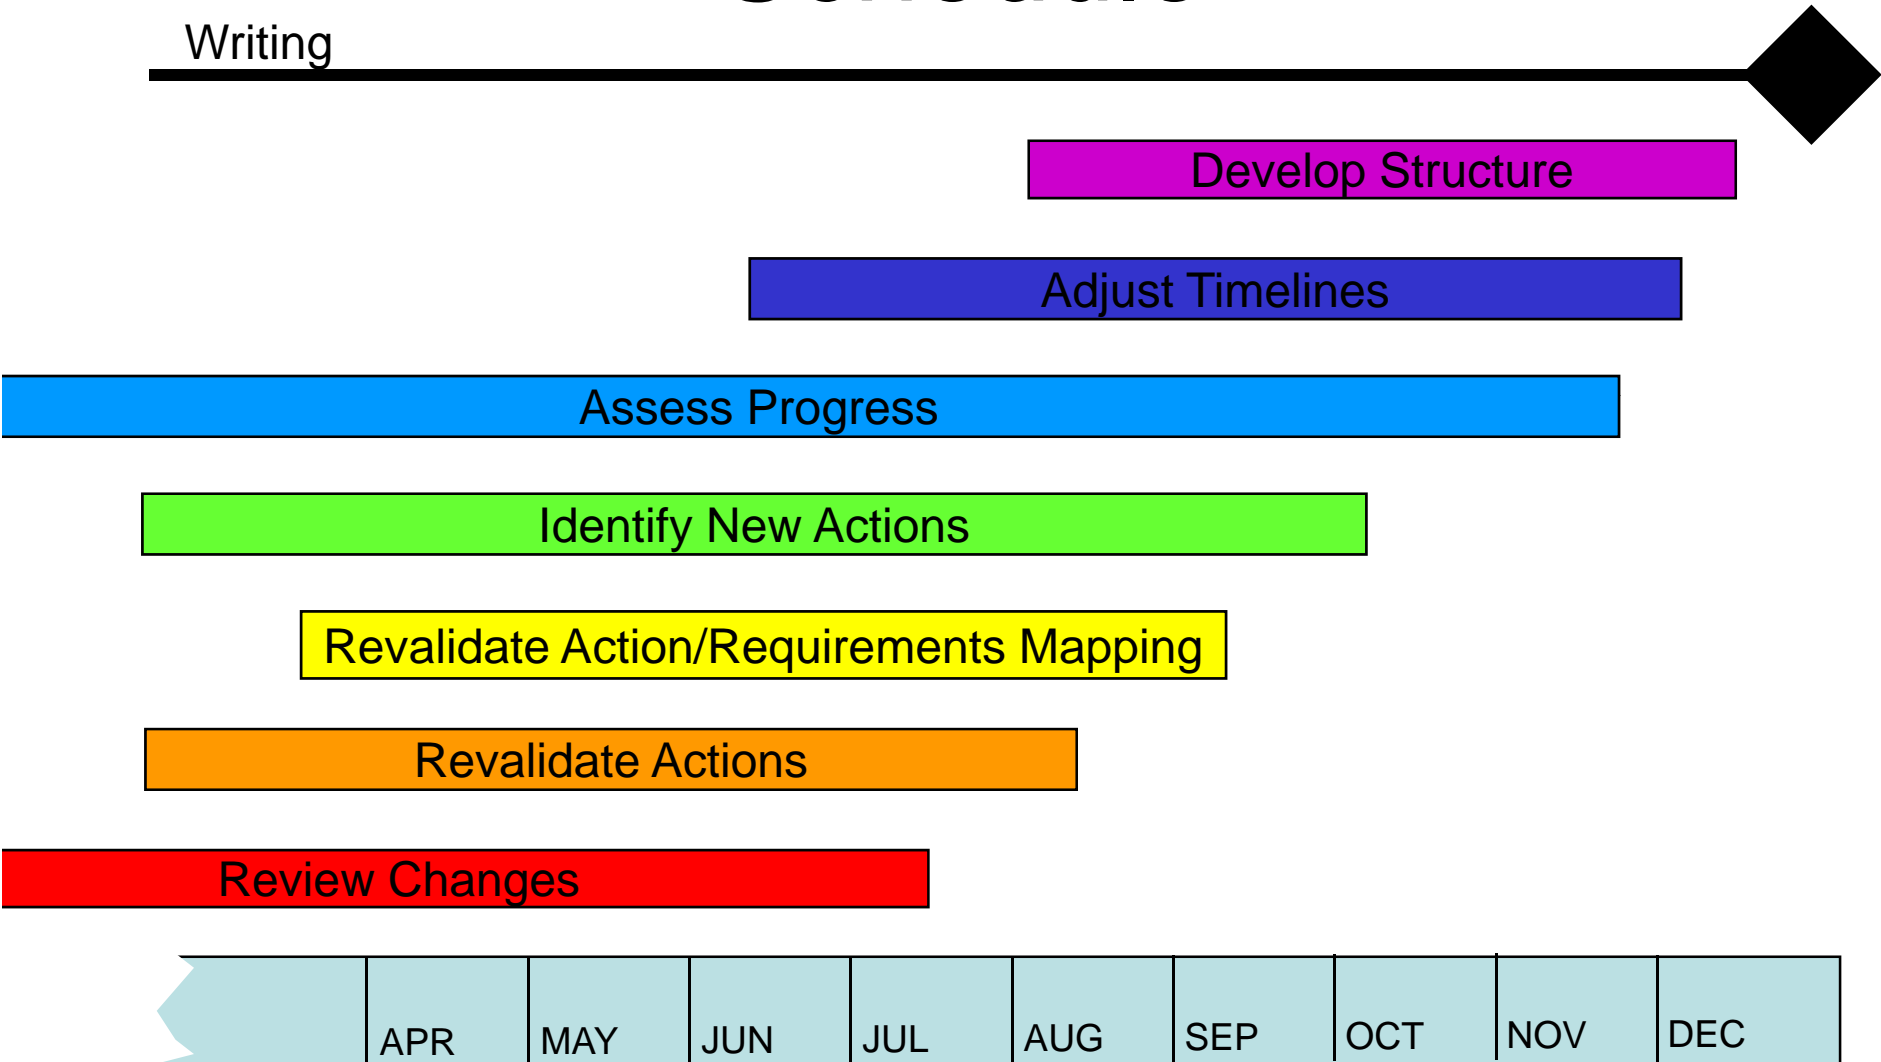 Writing
Develop Structure
Adjust Timelines
Assess Progress
Identify New Actions
Revalidate Action/Requirements Mapping
Revalidate Actions
Review Changes
APR MAY JUN JUL AUG SEP OCT NOV DEC